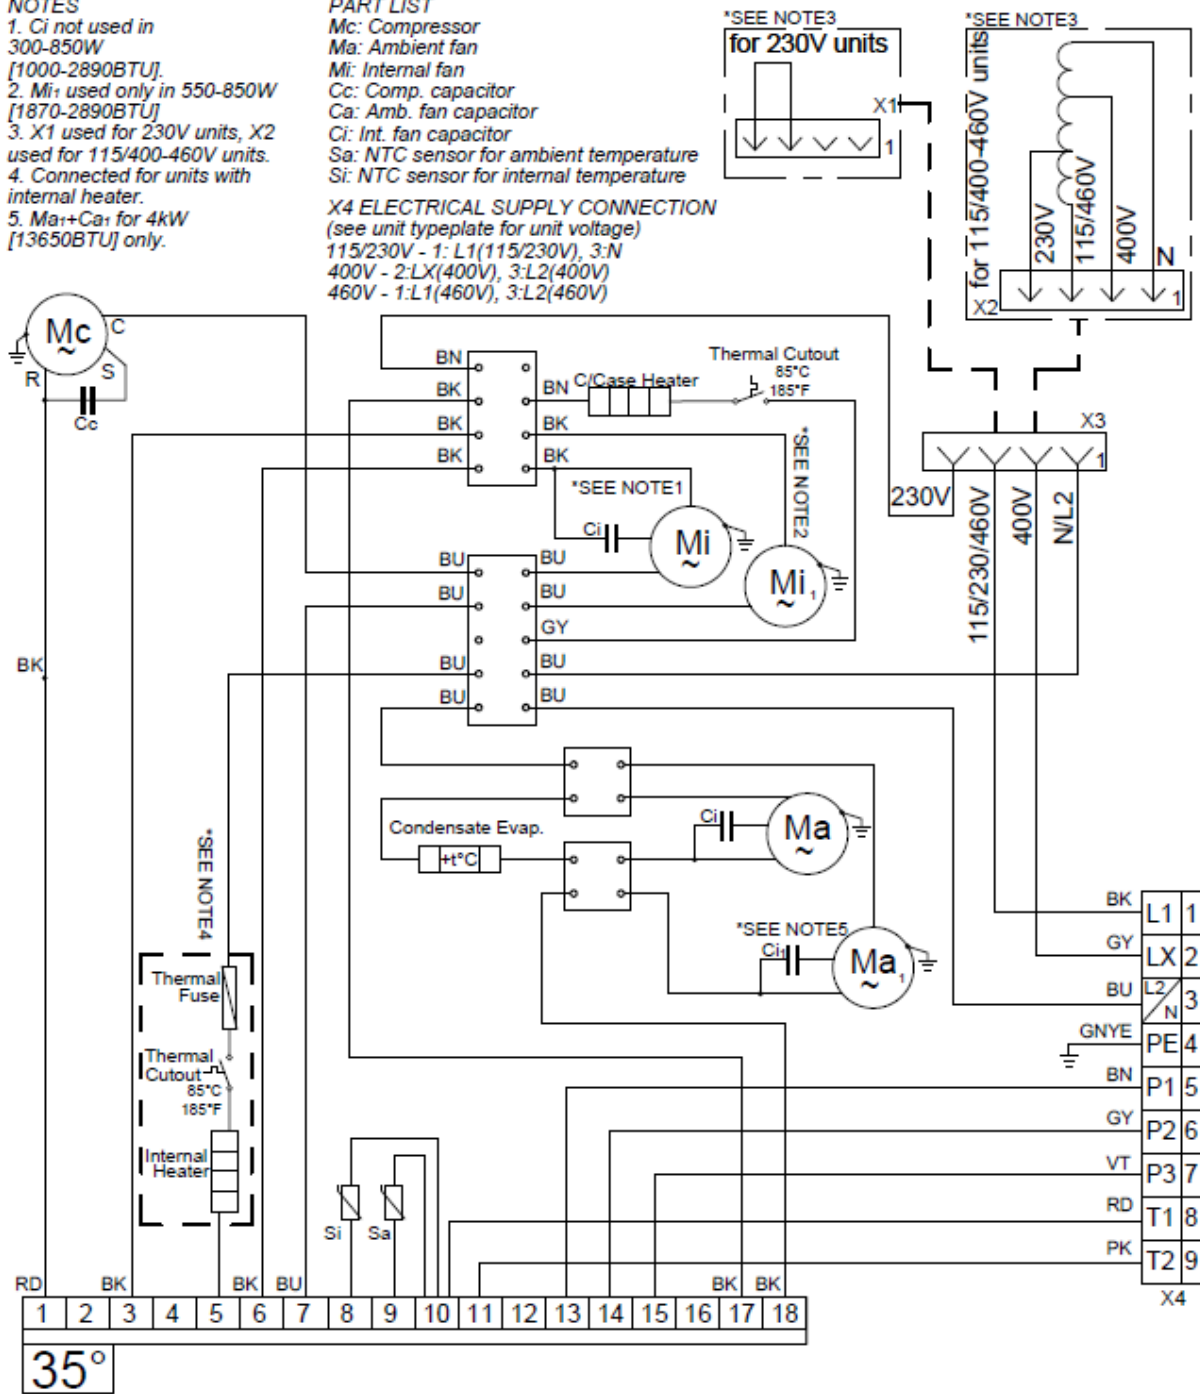 NOTES
1. Ci not used in
300-850W
[1000-2890BTU].
2. Mi1 used only in 550-850W
[1870-2890BTU]
3. X1 used for 230V units, X2
used for 115/400-460V units.
4. Connected for units with
internal heater.
5. Ma1+Ca1 for 4kW
[13650BTU] only.
PART LIST
Mc: Compressor
Ma: Ambient fan
Mi: Internal fan
Cc: Comp. capacitor
Ca: Amb. fan capacitor
Ci: Int. fan capacitor
Sa: NTC sensor for ambient temperature
Si: NTC sensor for internal temperature
X4 ELECTRICAL SUPPLY CONNECTION
(see unit typeplate for unit voltage)
115/230V - 1: L1(115/230V), 3:N
400V - 2:LX(400V), 3:L2(400V)
460V - 1:L1(460V), 3:L2(460V)
*SEE NOTE3
for 230V units
X1
1
*SEE NOTE3
for 115/400-460V units
230V
115/460V
400V
N
X2
1
Mc
~
C
S
R
Cc
BN
BK
BK
BK
BN
BK
BK
C/Case Heater
Thermal Cutout
85°C
185°F
*SEE NOTE1
*SEE NOTE2
Ci
Mi
~
Mi1
~
X3
1
230V
115/230/460V
400V
N/L2
BU
BU
BU
BU
BU
BU
GY
BU
BU
BK
Condensate Evap.
+t°C
Ci
Ma
~
*SEE NOTE5
Ci1
Ma1
~
*SEE NOTE4
Thermal
Fuse
Thermal
Cutout
85°C
185°F
Internal
Heater
Si
Sa
BK L1 1
GY LX 2
BU L2/N 3
GNYE PE 4
BN P1 5
GY P2 6
VT P3 7
RD T1 8
PK T2 9
X4
RD BK BK BU BK BK
1 2 3 4 5 6 7 8 9 10 11 12 13 14 15 16 17 18
35°